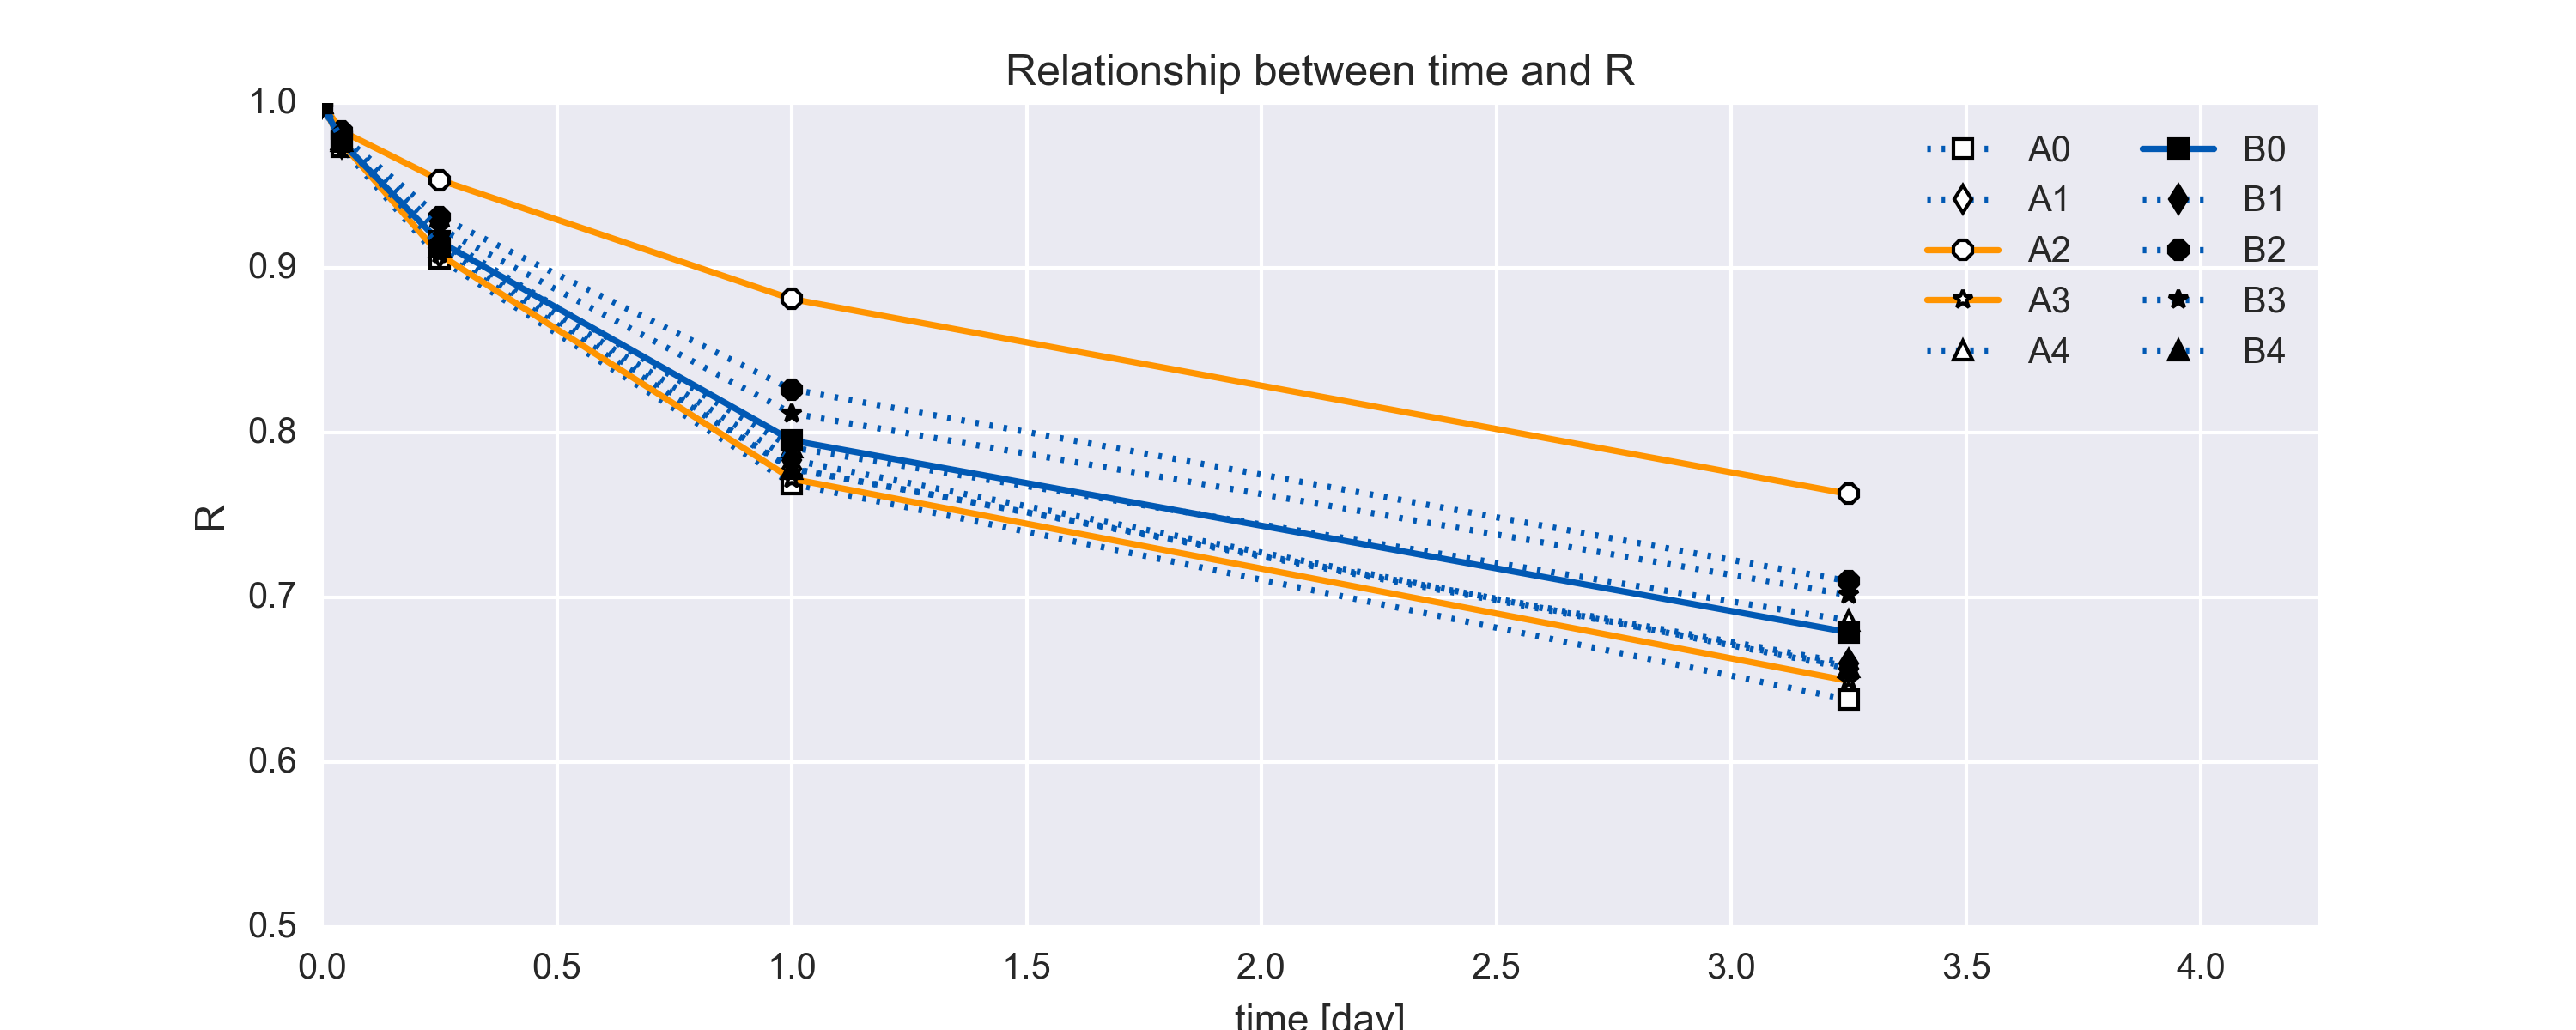 Relationship between time and R
1.0
0.9
0.8
0.7
0.6
0.5
R
A0 B0
A1 B1
A2 B2
A3 B3
A4 B4
0.0 0.5 1.0 1.5 2.0 2.5 3.0 3.5 4.0
time [day]